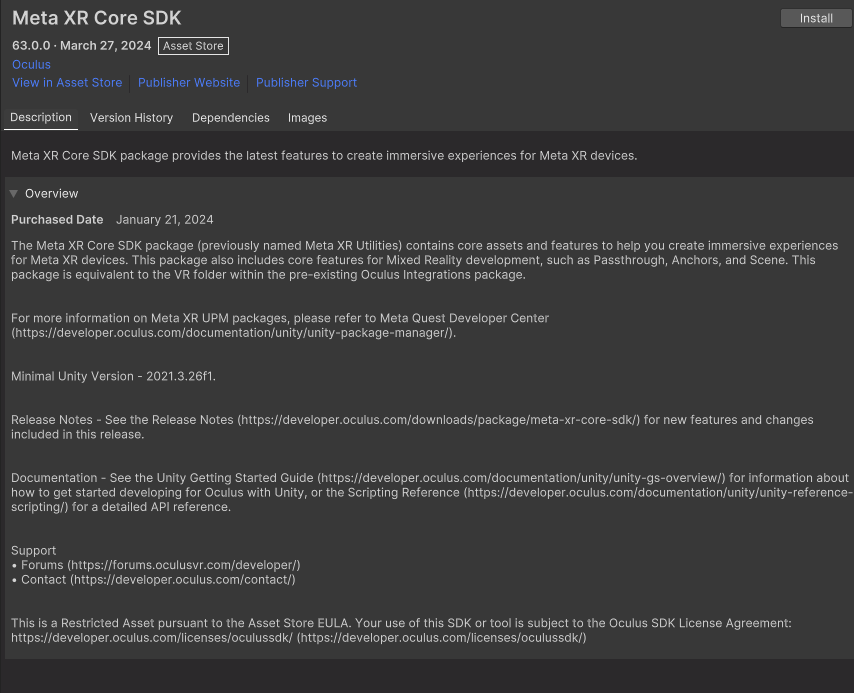 Meta XR Core SDK
Install
63.0.0 · March 27, 2024 Asset Store
Oculus
View in Asset Store Publisher Website Publisher Support
Description Version History Dependencies Images
Meta XR Core SDK package provides the latest features to create immersive experiences for Meta XR devices.
Overview
Purchased Date January 21, 2024
The Meta XR Core SDK package (previously named Meta XR Utilities) contains core assets and features to help you create immersive experiences
for Meta XR devices. This package also includes core features for Mixed Reality development, such as Passthrough, Anchors, and Scene. This
package is equivalent to the VR folder within the pre-existing Oculus Integrations package.
For more information on Meta XR UPM packages, please refer to Meta Quest Developer Center
(https://developer.oculus.com/documentation/unity/unity-package-manager/).
Minimal Unity Version - 2021.3.26f1.
Release Notes - See the Release Notes (https://developer.oculus.com/downloads/package/meta-xr-core-sdk/) for new features and changes
included in this release.
Documentation - See the Unity Getting Started Guide (https://developer.oculus.com/documentation/unity/unity-gs-overview/) for information about
how to get started developing for Oculus with Unity, or the Scripting Reference (https://developer.oculus.com/documentation/unity/unity-reference-
scripting/) for a detailed API reference.
Support
• Forums (https://forums.oculusvr.com/developer/)
• Contact (https://developer.oculus.com/contact/)
This is a Restricted Asset pursuant to the Asset Store EULA. Your use of this SDK or tool is subject to the Oculus SDK License Agreement:
https://developer.oculus.com/licenses/oculussdk/ (https://developer.oculus.com/licenses/oculussdk/)